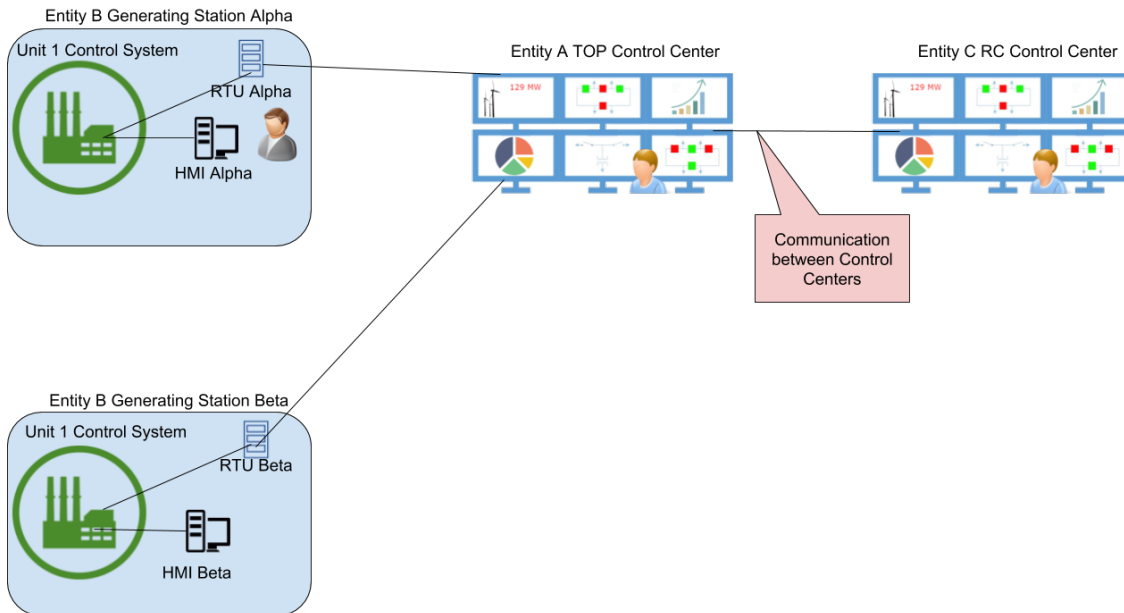 Entity B Generating Station Alpha
Unit 1 Control System
RTU Alpha
HMI Alpha
Entity A TOP Control Center
129 MW
Entity C RC Control Center
129 MW
Communication
between Control
Centers
Entity B Generating Station Beta
Unit 1 Control System
RTU Beta
HMI Beta